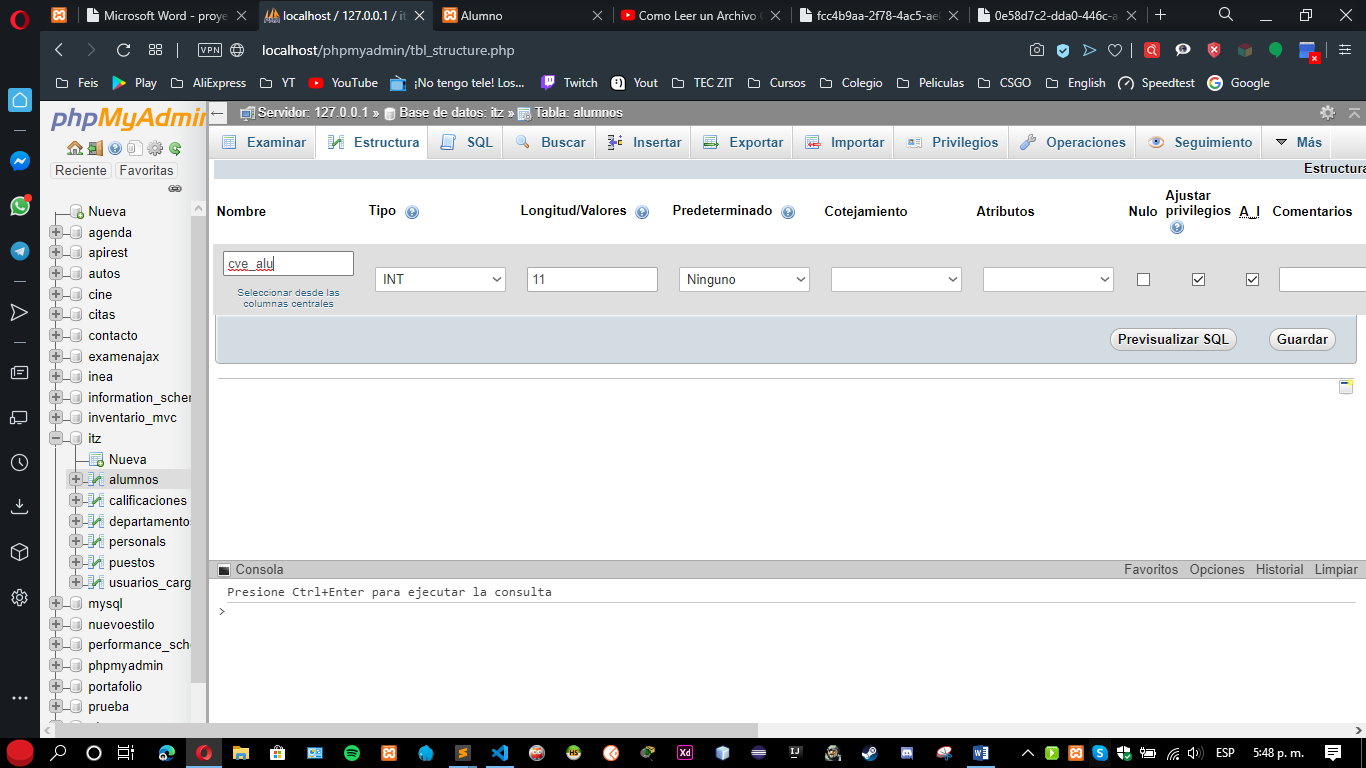 Microsoft Word - proye
localhost / 127.0.0.1 / it
Alumno
Como Leer un Archivo
fcc4b9aa-2f78-4ac5-ae
0e58d7c2-dda0-446c-a
VPN
localhost/phpmyadmin/tbl_structure.php
Feis
Play
AliExpress
YT
YouTube
¡No tengo tele! Los...
Twitch
Yout
TEC ZIT
Cursos
Colegio
Peliculas
CSGO
English
Speedtest
Google
phpMyAdmin
Reciente
Favoritas
Nueva
agenda
apirest
autos
cine
citas
contacto
examenajax
inea
information_scher
inventario_mvc
itz
Nueva
alumnos
calificaciones
departamento
personals
puestos
usuarios_carg
mysql
nuevoestilo
performance_sch
phpmyadmin
portafolio
prueba
Servidor: 127.0.0.1 » Base de datos: itz » Tabla: alumnos
Examinar
Estructura
SQL
Buscar
Insertar
Exportar
Importar
Privilegios
Operaciones
Seguimiento
Más
Estructura
Nombre
Tipo
Longitud/Valores
Predeterminado
Cotejamiento
Atributos
Nulo
Ajustar
privilegios
A_I
Comentarios
cve_alu
Seleccionar desde las
columnas centrales
INT
11
Ninguno
Previsualizar SQL
Guardar
Consola
Favoritos
Opciones
Historial
Limpiar
Presione Ctrl+Enter para ejecutar la consulta
>
ESP
5:48 p. m.